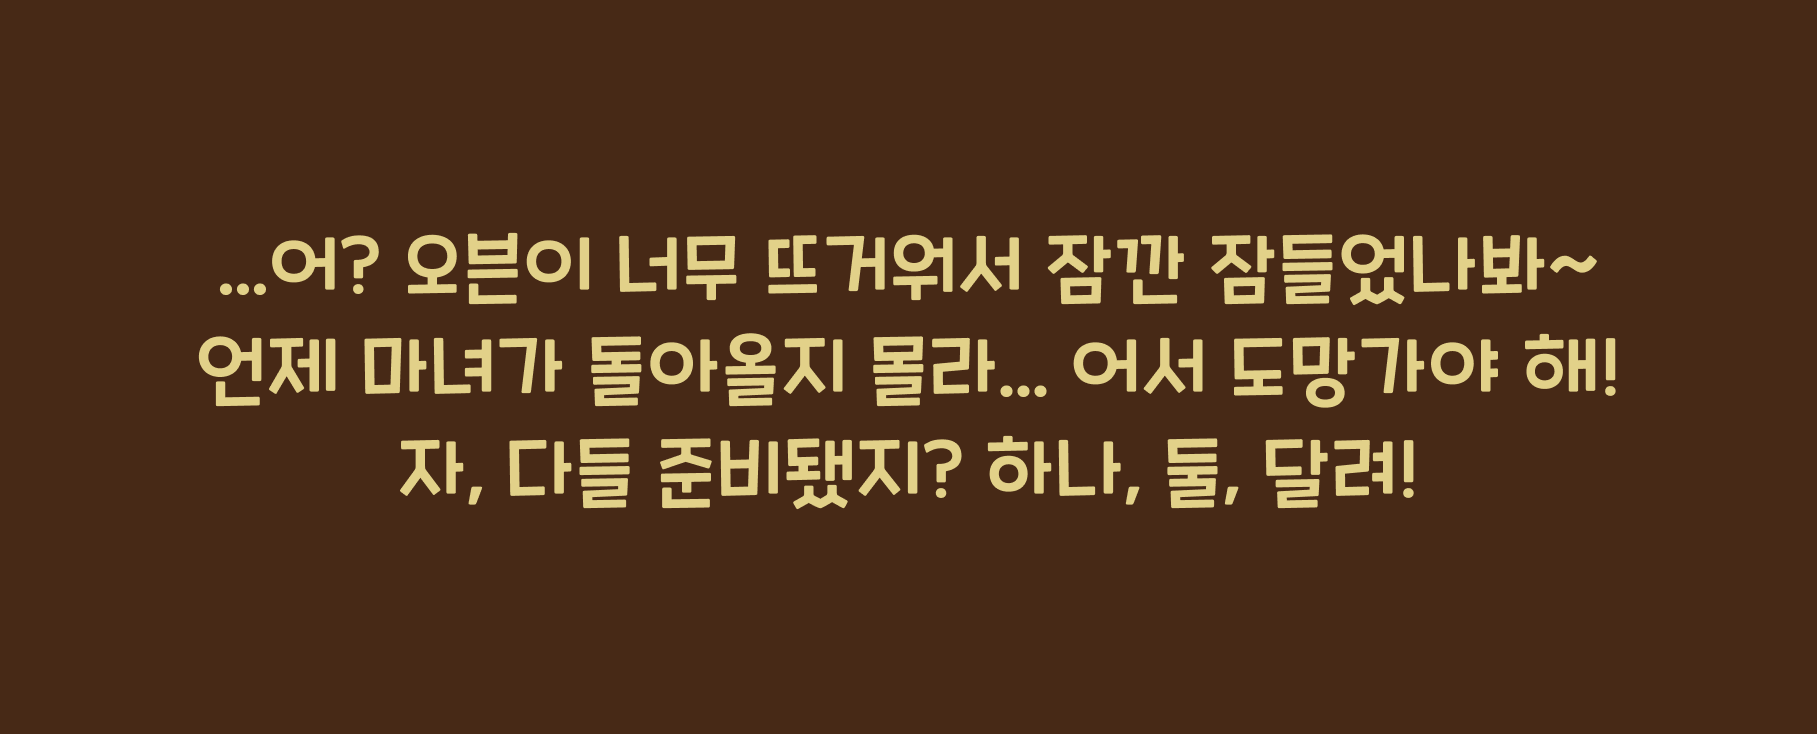 ...어? 오븐이 너무 뜨거워서 잠깐 잠들었나봐~
언제 마녀가 돌아올지 몰라... 어서 도망가야 해!
자, 다들 준비됐지? 하나, 둘, 달려!